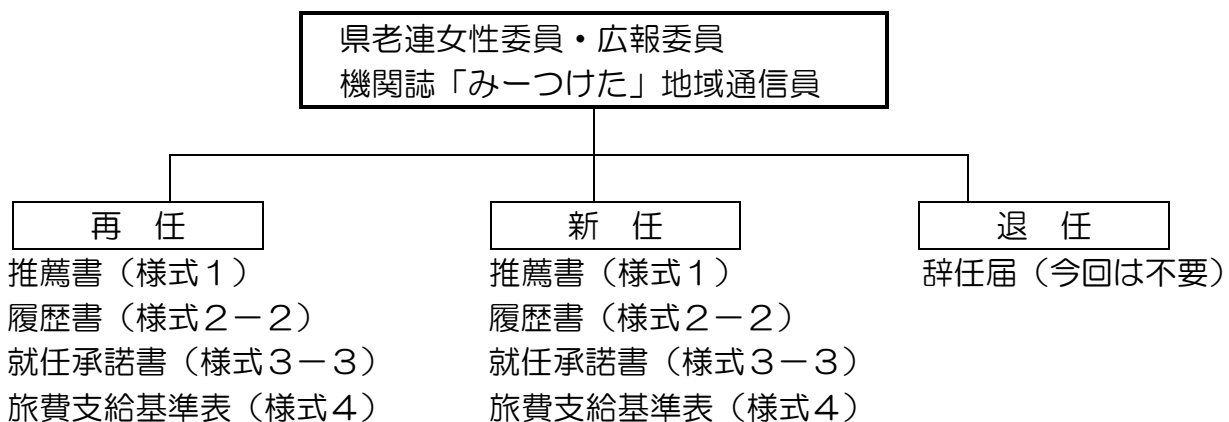 県老連女性委員・広報委員
機関誌「みーつけた」地域通信員
再 任
推薦書（様式１）
履歴書（様式２－２）
就任承諾書（様式３－３）
旅費支給基準表（様式４）
新 任
推薦書（様式１）
履歴書（様式２－２）
就任承諾書（様式３－３）
旅費支給基準表（様式４）
退 任
辞任届（今回は不要）